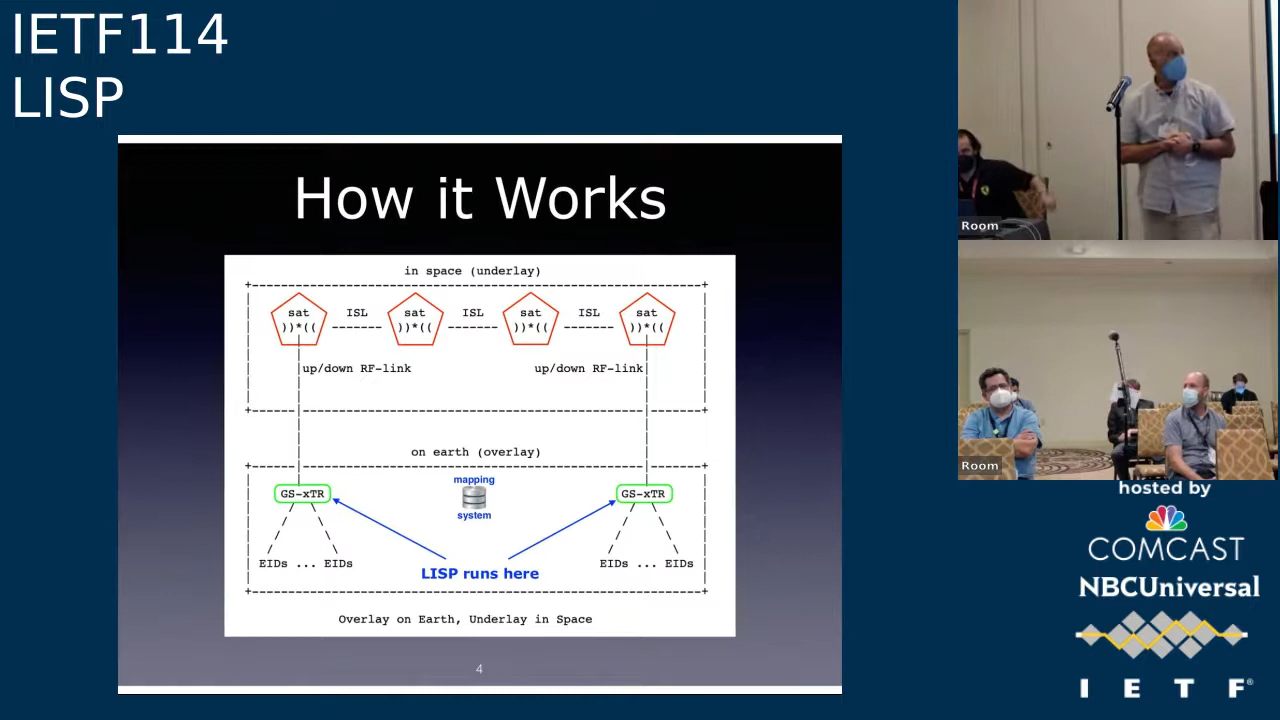 IETF114
LISP
How it Works
in space (underlay)
sat ISL sat ISL sat ISL sat
))*(( ------- ))*(( ------- ))*(( ------- ))*((
up/down RF-link up/down RF-link
on earth (overlay)
mapping
GS-xTR GS-xTR
system
EIDs ... EIDs EIDs ... EIDs
LISP runs here
Overlay on Earth, Underlay in Space
4
Room
Room
hosted by
COMCAST
NBCUniversal
I E T F®